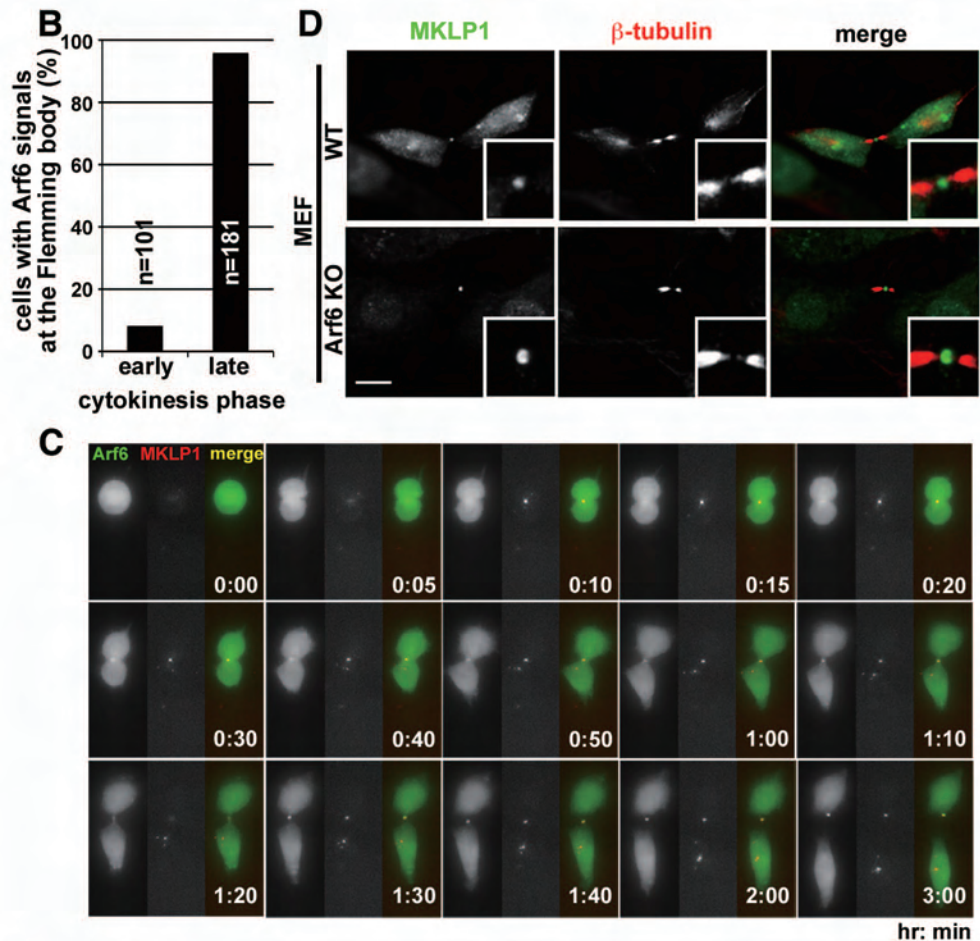 B
cells with Arf6 signals
at the Flemming body (%)
100
80
60
40
20
0
n=101
n=181
early
late
cytokinesis phase
D
MKLP1
β-tubulin
merge
MEF
WT
Arf6 KO
C
Arf6 MKLP1 merge
0:00
0:05
0:10
0:15
0:20
0:30
0:40
0:50
1:00
1:10
1:20
1:30
1:40
2:00
3:00
hr: min